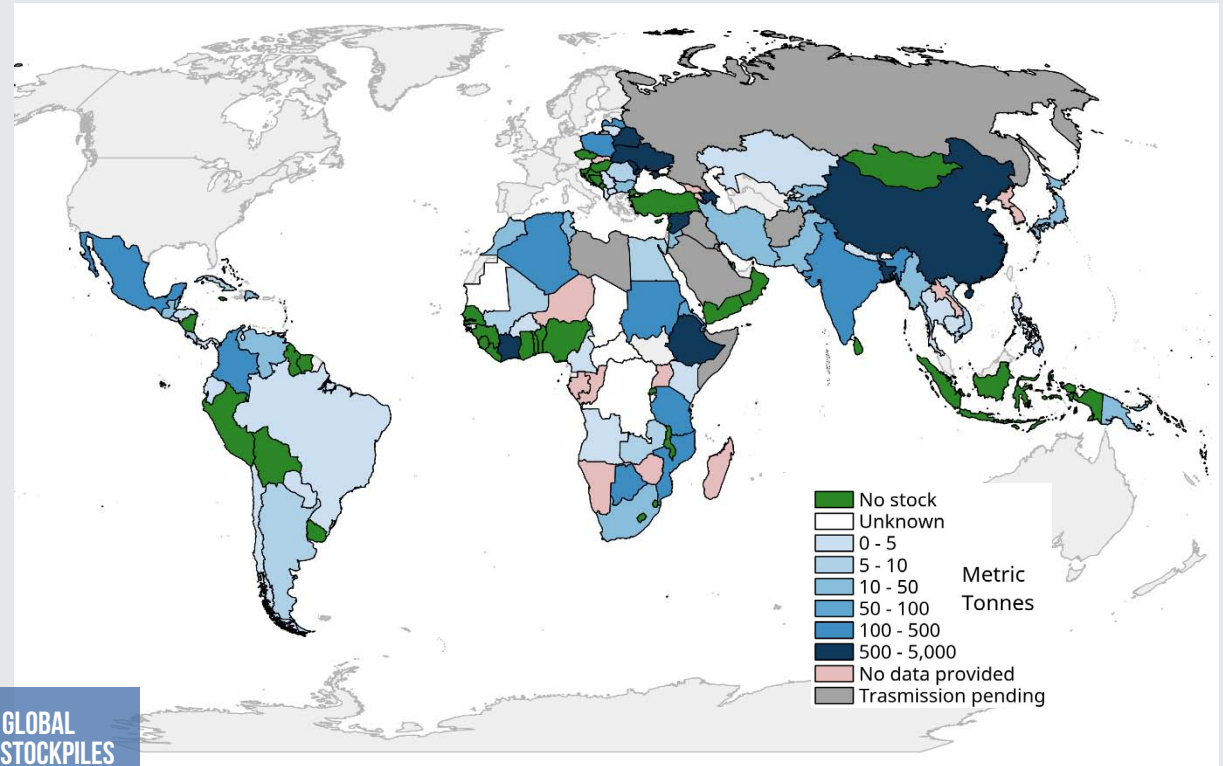 No stock
Unknown
0 - 5
5 - 10
10 - 50
50 - 100
100 - 500
500 - 5,000
No data provided
Trasmission pending
Metric
Tonnes
GLOBAL
STOCKPILES